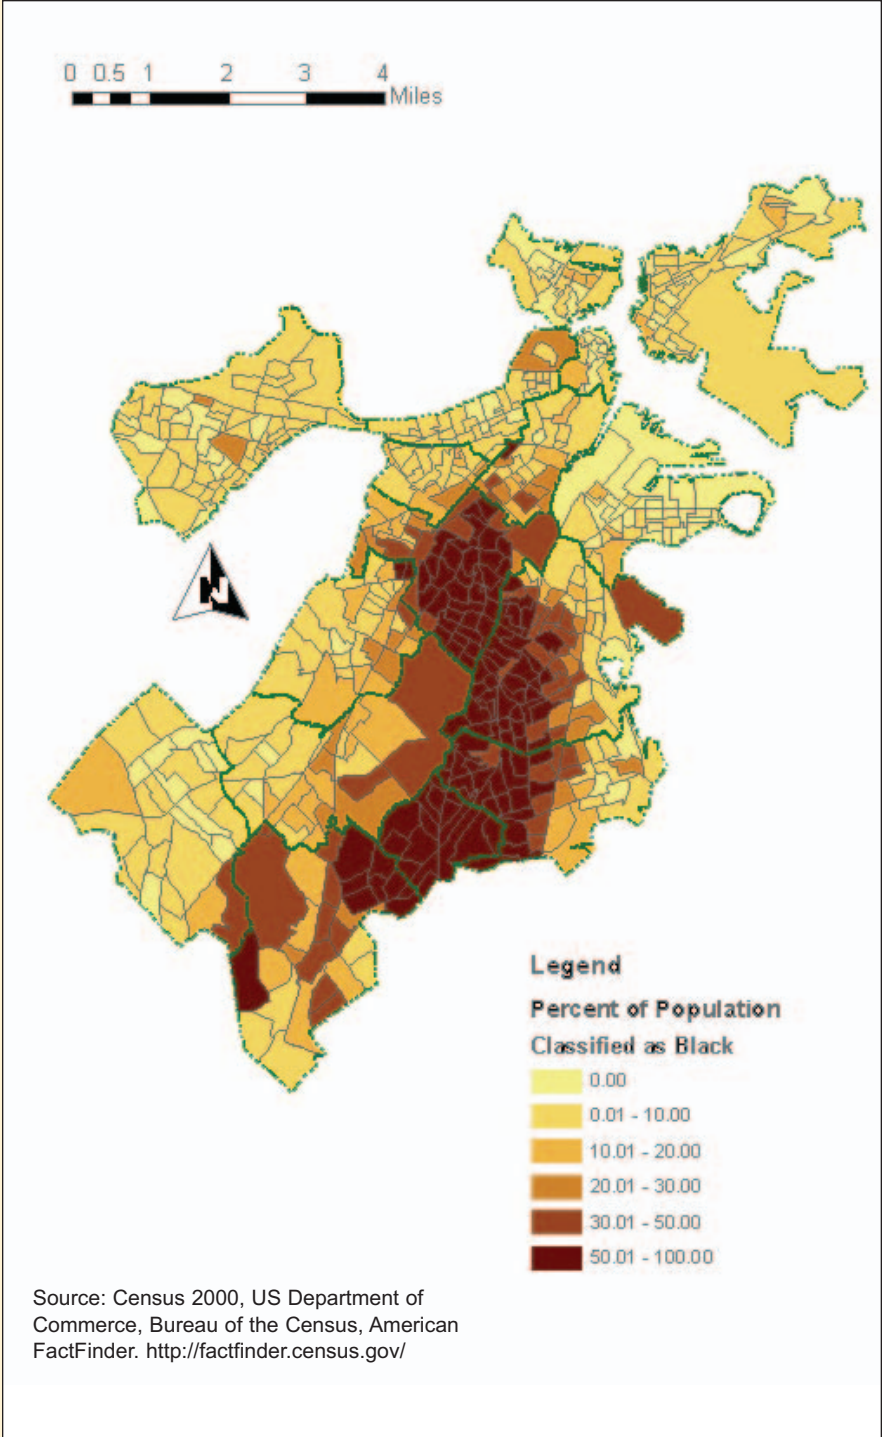 0 0.5 1 2 3 4
Miles
N
Legend
Percent of Population
Classified as Black
0.00
0.01 - 10.00
10.01 - 20.00
20.01 - 30.00
30.01 - 50.00
50.01 - 100.00
Source: Census 2000, US Department of
Commerce, Bureau of the Census, American
FactFinder. http://factfinder.census.gov/